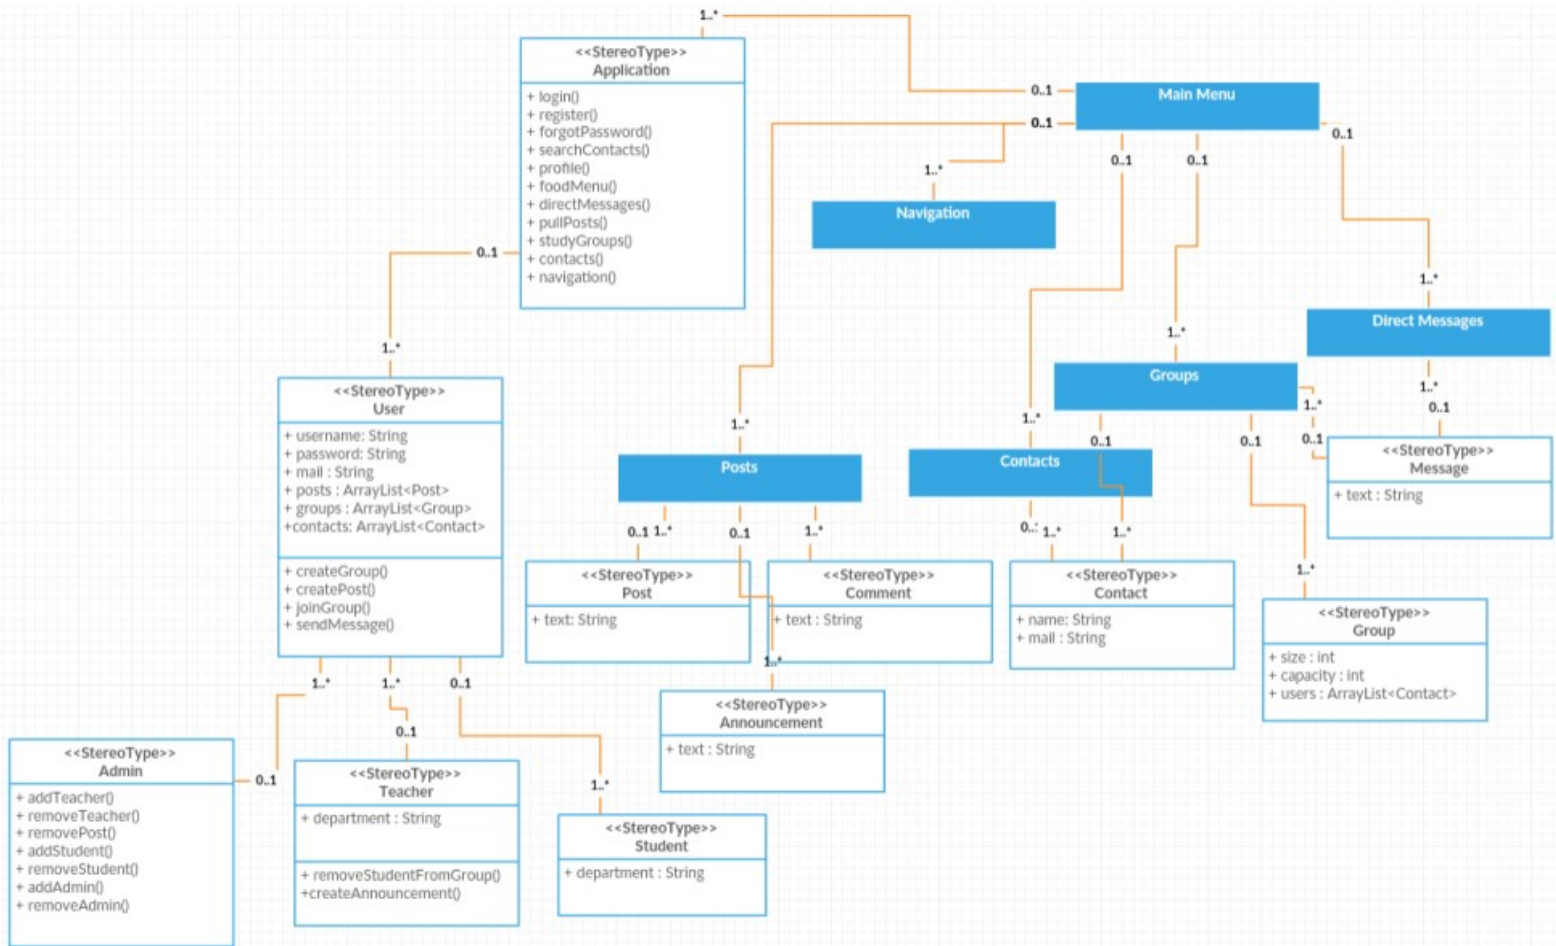 1..*
<<StereoType>>
Application
+ login()
+ register()
+ forgotPassword()
+ searchContacts()
+ profile()
+ foodMenu()
+ directMessages()
+ pullPosts()
+ studyGroups()
+ contacts()
+ navigation()
0..1
Main Menu
0..1
0..1
0..1
0..1
1..*
Navigation
0..1
1..*
1..*
Direct Messages
1..*
Groups
1..*
0..1
1..*
0..1
<<StereoType>>
Message
+ text : String
1..*
<<StereoType>>
User
+ username: String
+ password: String
+ mail : String
+ posts : ArrayList<Post>
+ groups : ArrayList<Group>
+contacts: ArrayList<Contact>
+ createGroup()
+ createPost()
+ joinGroup()
+ sendMessage()
1..*
Posts
1..*
Contacts
0..1
0..1
0..1
1..*
0..1
1..*
<<StereoType>>
Post
+ text: String
<<StereoType>>
Comment
+ text : String
1..*
<<StereoType>>
Announcement
+ text : String
0..
1..*
1..*
<<StereoType>>
Contact
+ name: String
+ mail : String
1..*
<<StereoType>>
Group
+ size : int
+ capacity : int
+ users : ArrayList<Contact>
1..*
1..*
0..1
0..1
<<StereoType>>
Admin
+ addTeacher()
+ removeTeacher()
+ removePost()
+ addStudent()
+ removeStudent()
+ addAdmin()
+ removeAdmin()
0..1
<<StereoType>>
Teacher
+ department : String
+ removeStudentFromGroup()
+createAnnouncement()
1..*
<<StereoType>>
Student
+ department : String